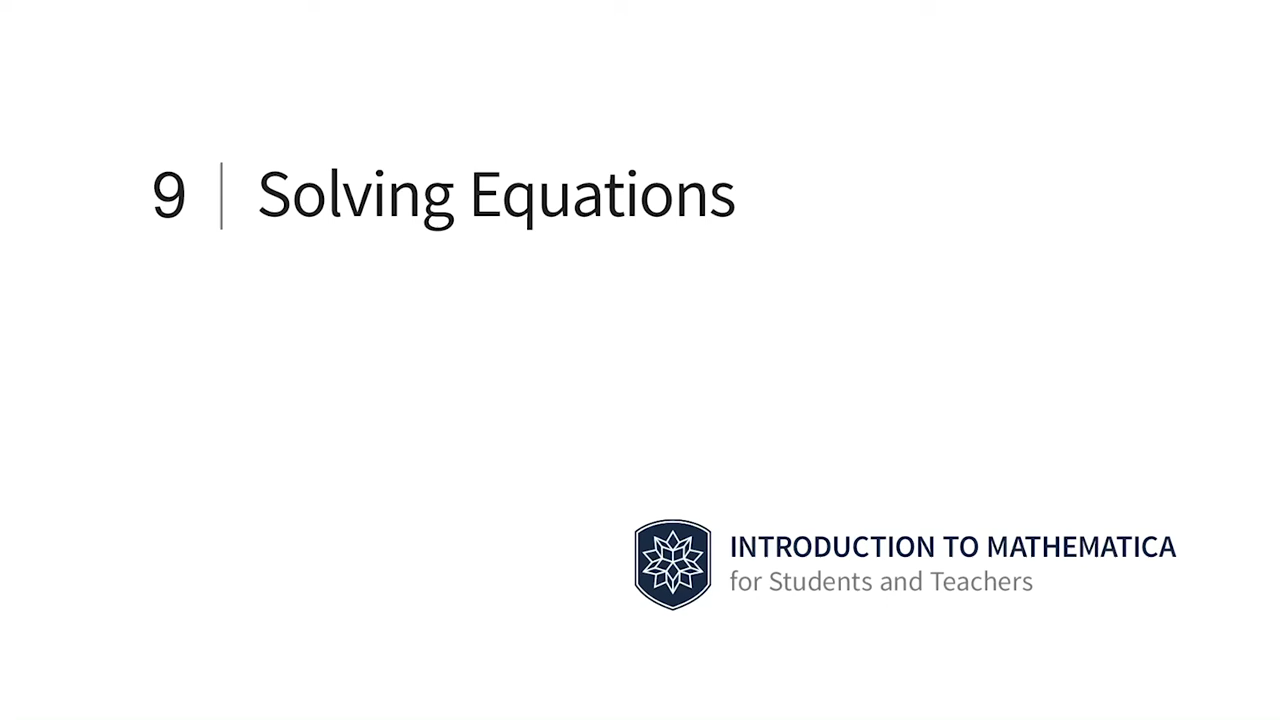 9 | Solving Equations
INTRODUCTION TO MATHEMATICA
for Students and Teachers